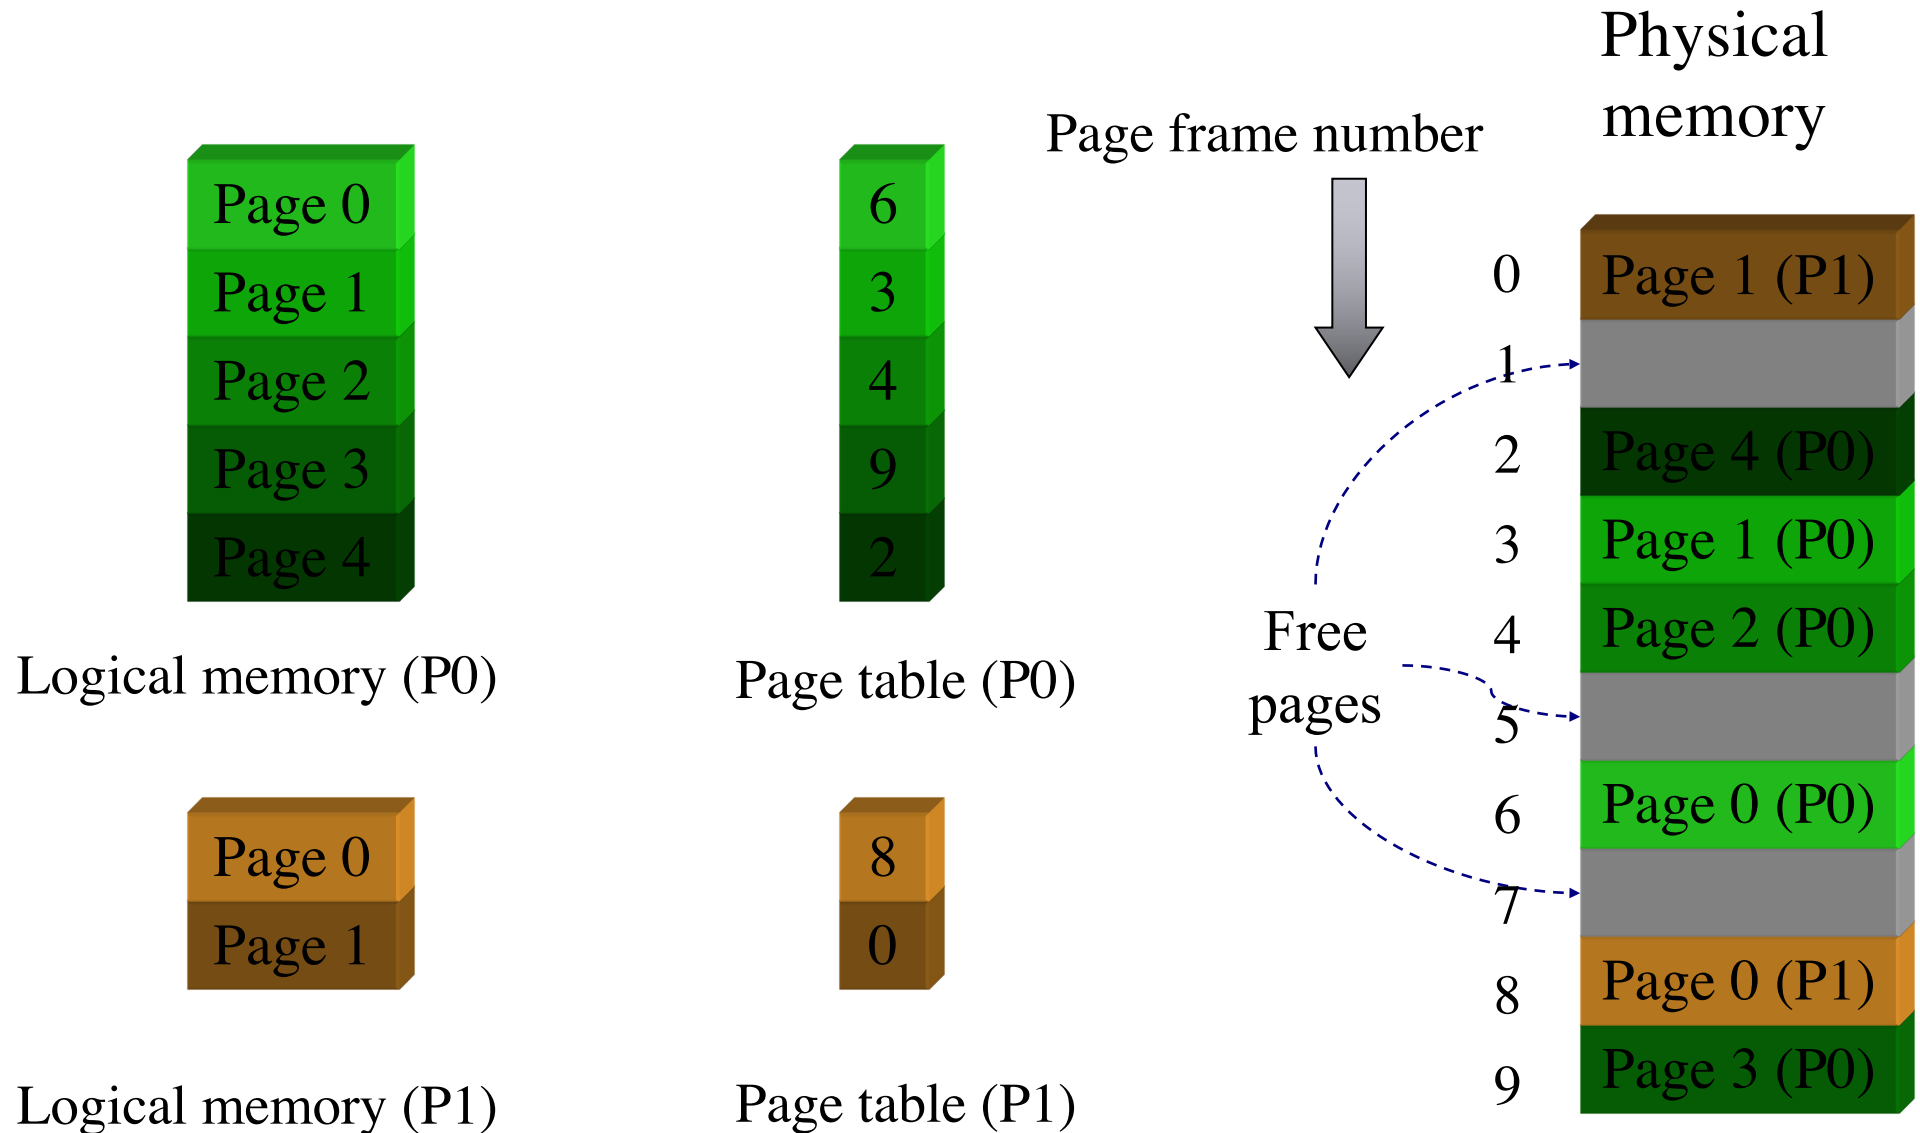 Physical
memory
Page frame number
Page 0
Page 1
Page 2
Page 3
Page 4
Logical memory (P0)
6
3
4
9
2
Page table (P0)
Page 0
Page 1
Logical memory (P1)
8
0
Page table (P1)
Free
pages
0 Page 1 (P1)
1
2 Page 4 (P0)
3 Page 1 (P0)
4 Page 2 (P0)
5
6 Page 0 (P0)
7
8 Page 0 (P1)
9 Page 3 (P0)